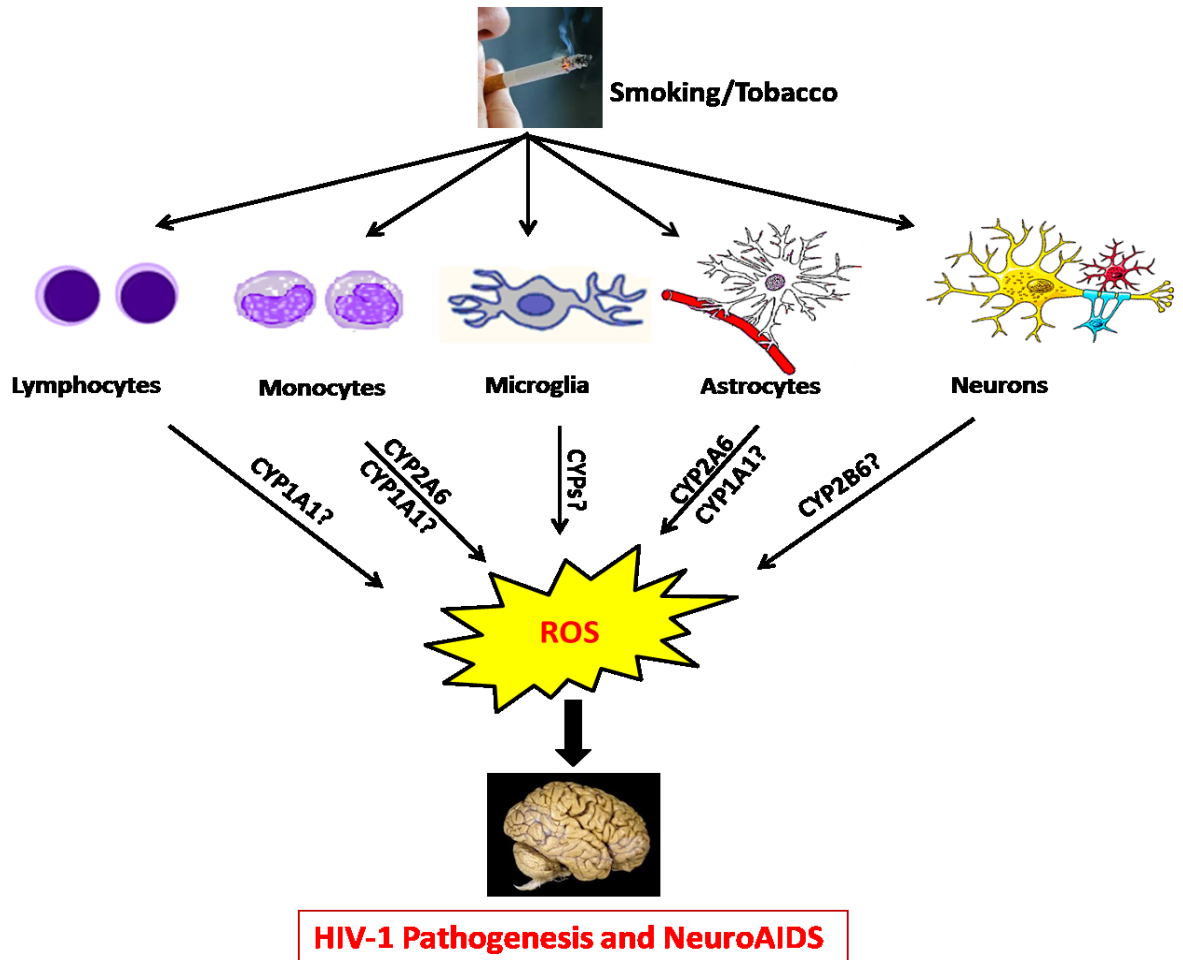 Smoking/Tobacco
Lymphocytes
Monocytes
Microglia
Astrocytes
Neurons
CYP1A1?
CYP2A6
CYP1A1?
CYPs?
CYP2A6
CYP1A1?
CYP2B6?
ROS
HIV-1 Pathogenesis and NeuroAIDS